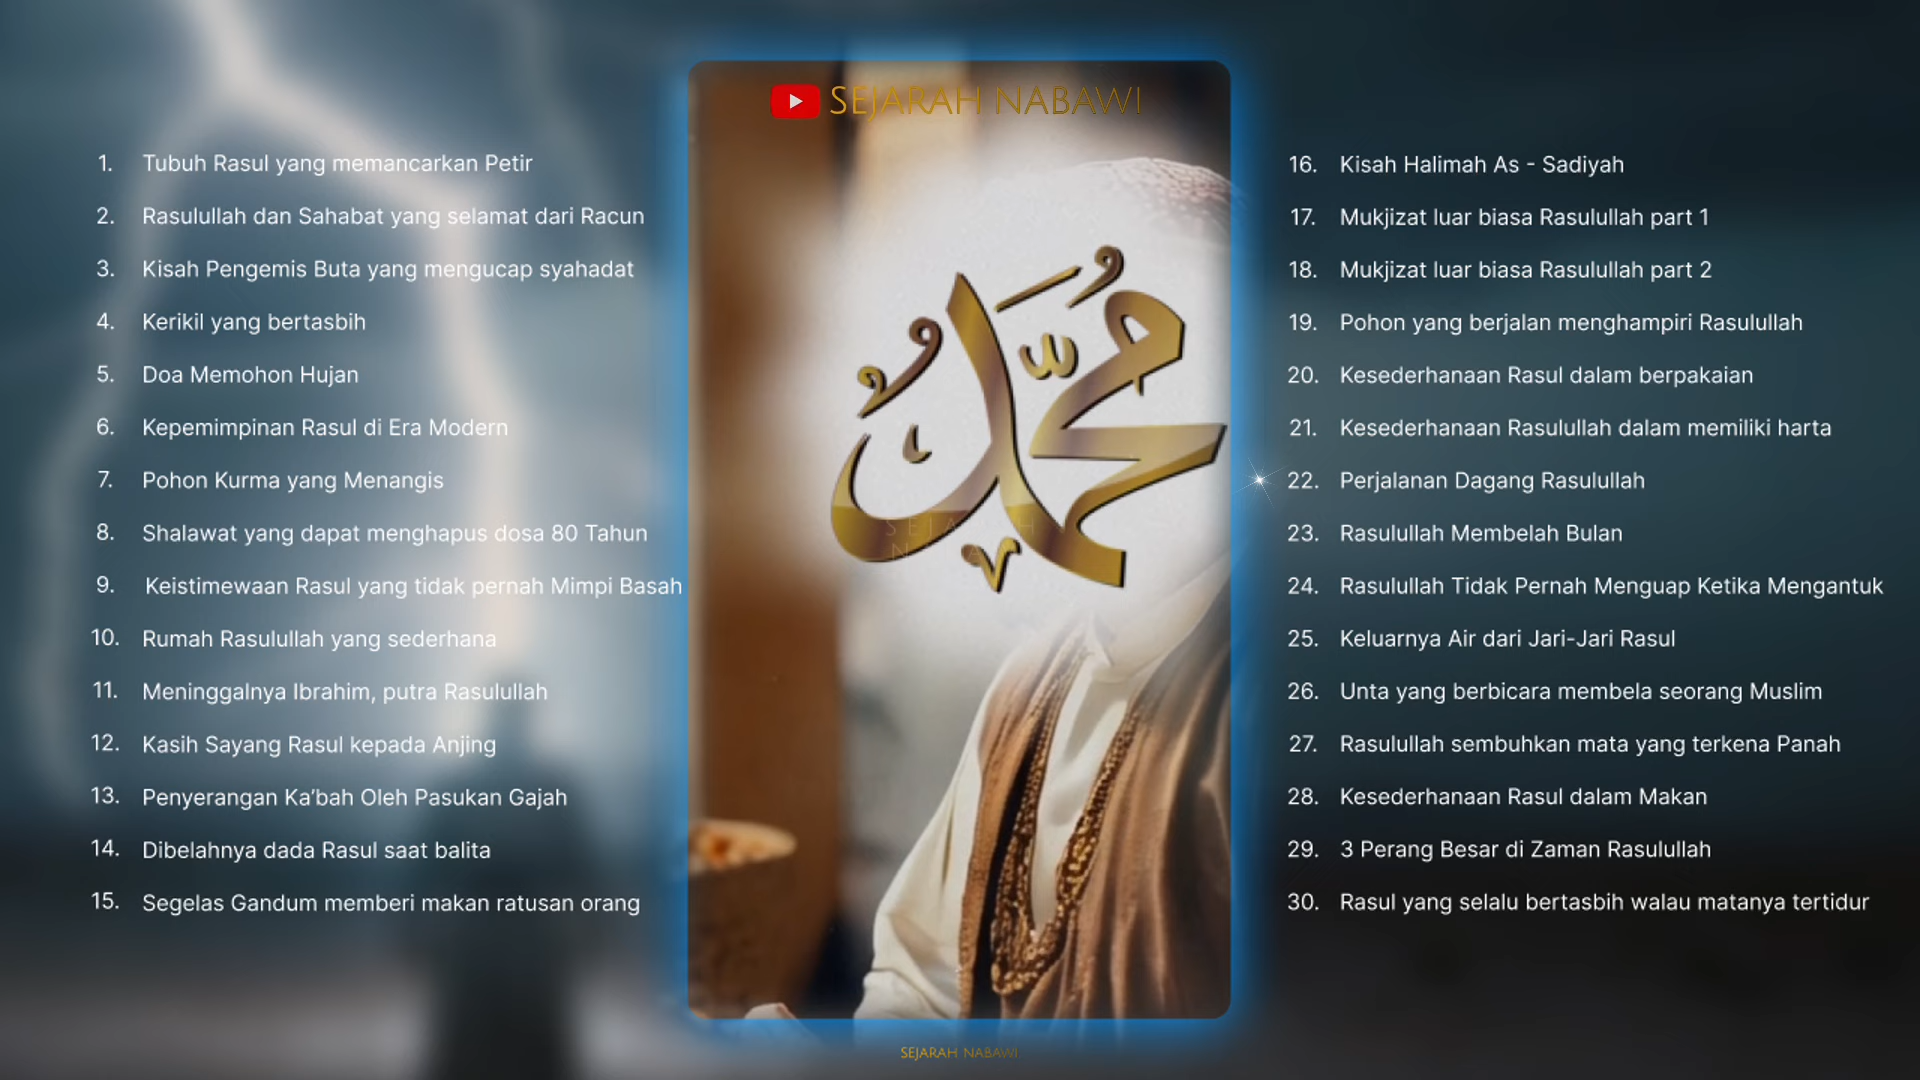 SEJARAH NABAWI
1. Tubuh Rasul yang memancarkan Petir
2. Rasulullah dan Sahabat yang selamat dari Racun
3. Kisah Pengemis Buta yang mengucap syahadat
4. Kerikil yang bertasbih
5. Doa Memohon Hujan
6. Kepemimpinan Rasul di Era Modern
7. Pohon Kurma yang Menangis
8. Shalawat yang dapat menghapus dosa 80 Tahun
9. Keistimewaan Rasul yang tidak pernah Mimpi Basah
10. Rumah Rasulullah yang sederhana
11. Meninggalnya Ibrahim, putra Rasulullah
12. Kasih Sayang Rasul kepada Anjing
13. Penyerangan Ka’bah Oleh Pasukan Gajah
14. Dibelahnya dada Rasul saat balita
15. Segelas Gandum memberi makan ratusan orang
مُحَمَّدٌ
SEJARAH
16. Kisah Halimah As - Sadiyah
17. Mukjizat luar biasa Rasulullah part 1
18. Mukjizat luar biasa Rasulullah part 2
19. Pohon yang berjalan menghampiri Rasulullah
20. Kesederhanaan Rasul dalam berpakaian
21. Kesederhanaan Rasulullah dalam memiliki harta
22. Perjalanan Dagang Rasulullah
23. Rasulullah Membelah Bulan
24. Rasulullah Tidak Pernah Menguap Ketika Mengantuk
25. Keluarnya Air dari Jari-Jari Rasul
26. Unta yang berbicara membela seorang Muslim
27. Rasulullah sembuhkan mata yang terkena Panah
28. Kesederhanaan Rasul dalam Makan
29. 3 Perang Besar di Zaman Rasulullah
30. Rasul yang selalu bertasbih walau matanya tertidur
SEJARAH NABAWI